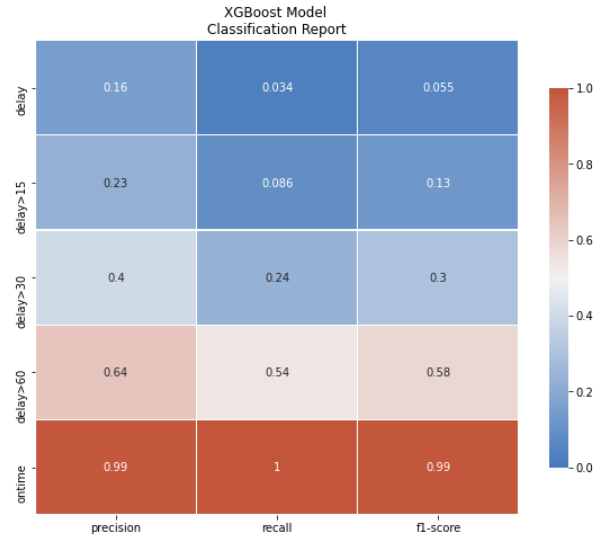 XGBoost Model
Classification Report
delay 0.16 0.034 0.055
delay>15 0.23 0.086 0.13
delay>30 0.4 0.24 0.3
delay>60 0.64 0.54 0.58
ontime 0.99 1 0.99
precision recall f1-score
1.0
0.8
0.6
0.4
0.2
0.0